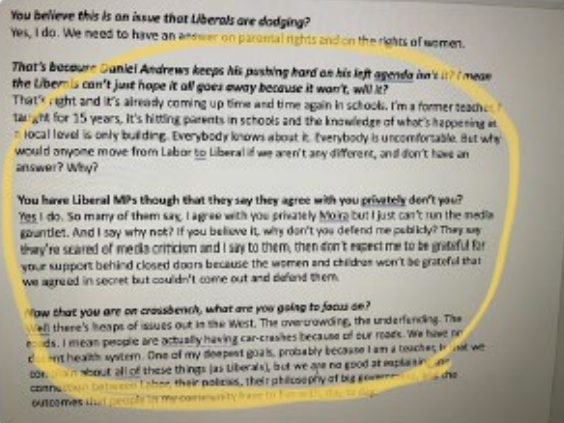 You believe this is an issue that Liberals are dodging?
Yes, I do. We need to have an answer on parental rights and on the rights of women.
That's because Daniel Andrews keeps his pushing hard on his left agenda isn't it? I mean
the Liberals can't just hope it all goes away because it won't, will it?
That's right and it's already coming up time and time again in schools. I'm a former teacher, I
taught for 15 years, it's hitting parents in schools and the knowledge of what's happening at
a local level is only building. Everybody knows about it. Everybody is uncomfortable. But why
would anyone move from Labor to Liberal if we aren't any different, and don't have an
answer? Why?
You have Liberal MPs though that they say they agree with you privately don't you?
Yes I do. So many of them say, I agree with you privately Moira but I just can't run the media
gauntlet. And I say why not? If you believe it, why don't you defend me publicly? They say
they're scared of media criticism and I say to them, then don't expect me to be grateful for
your support behind closed doors because the women and children won't be grateful that
we agreed in secret but couldn't come out and defend them.
Now that you are on crossbench, what are you going to focus on?
Well there's heaps of issues out in the West. The overcrowding, the underfunding. The
roads. I mean people are actually having car-crashes because of our roads. We have no
decent health system. One of my deepest goals, probably because I am a teacher, is that we
complain about all of these things (as Liberals), but we are no good at explaining the
connection between Labor, their policies, their philosophy of big government, the
outcomes that people in my community have to live with, day to day.